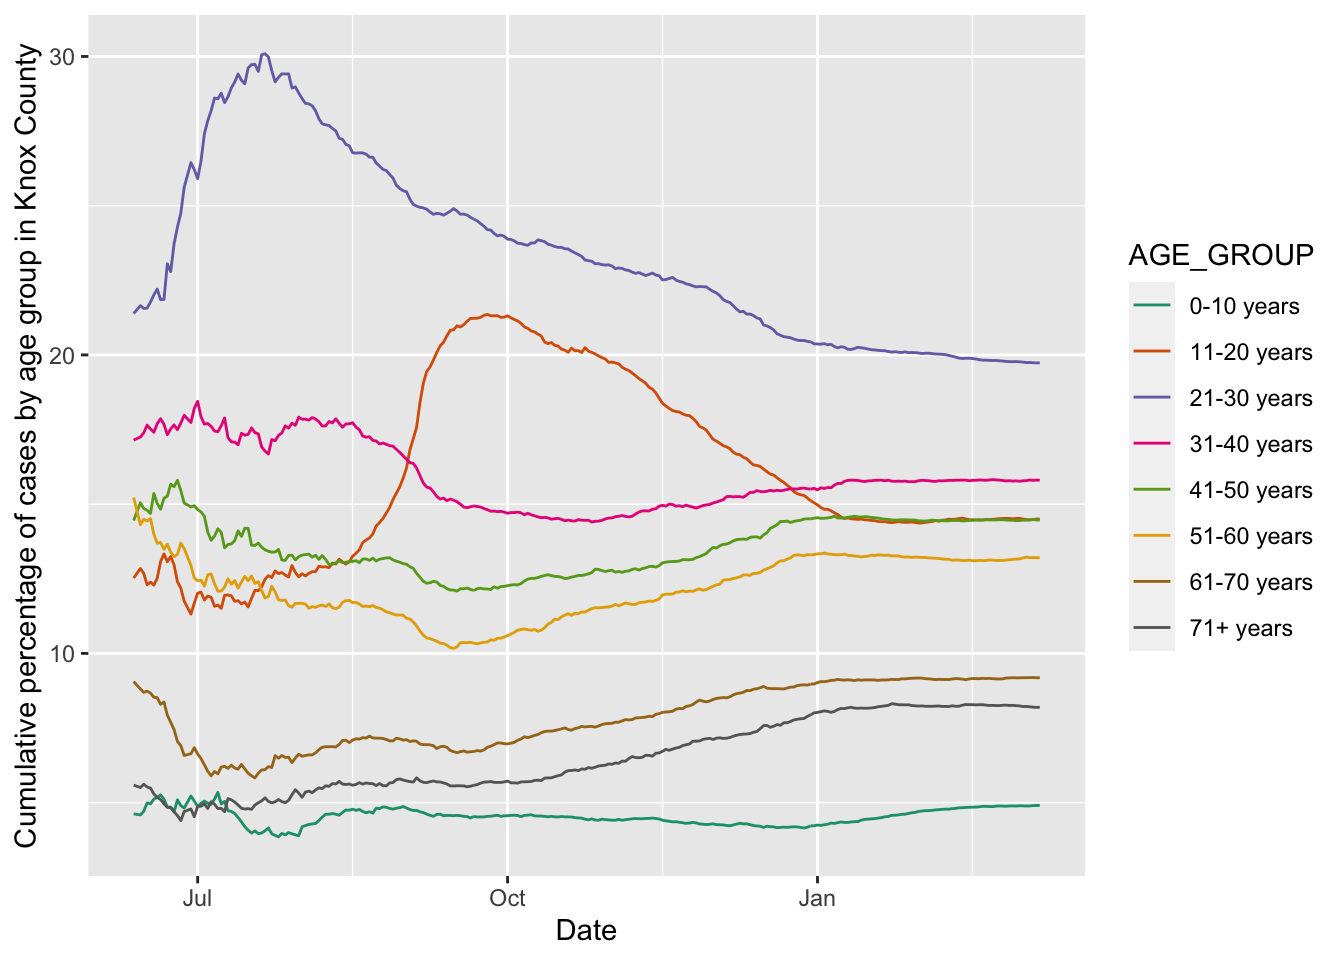 Cumulative percentage of cases by age group in Knox County
30
20
10
Jul
Oct
Jan
Date
AGE_GROUP
0-10 years
11-20 years
21-30 years
31-40 years
41-50 years
51-60 years
61-70 years
71+ years